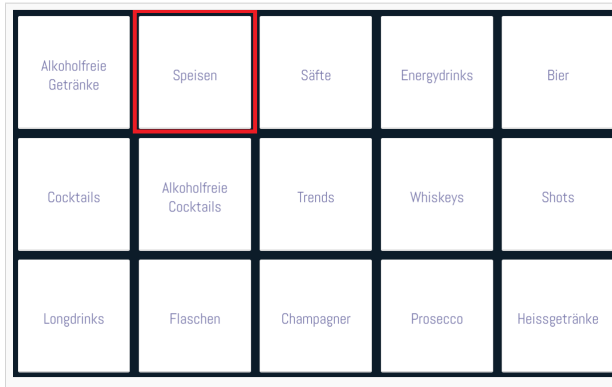 Alkoholfreie
Getränke
Speisen
Säfte
Energydrinks
Bier
Cocktails
Alkoholfreie
Cocktails
Trends
Whiskeys
Shots
Longdrinks
Flaschen
Champagner
Prosecco
Heissgetränke